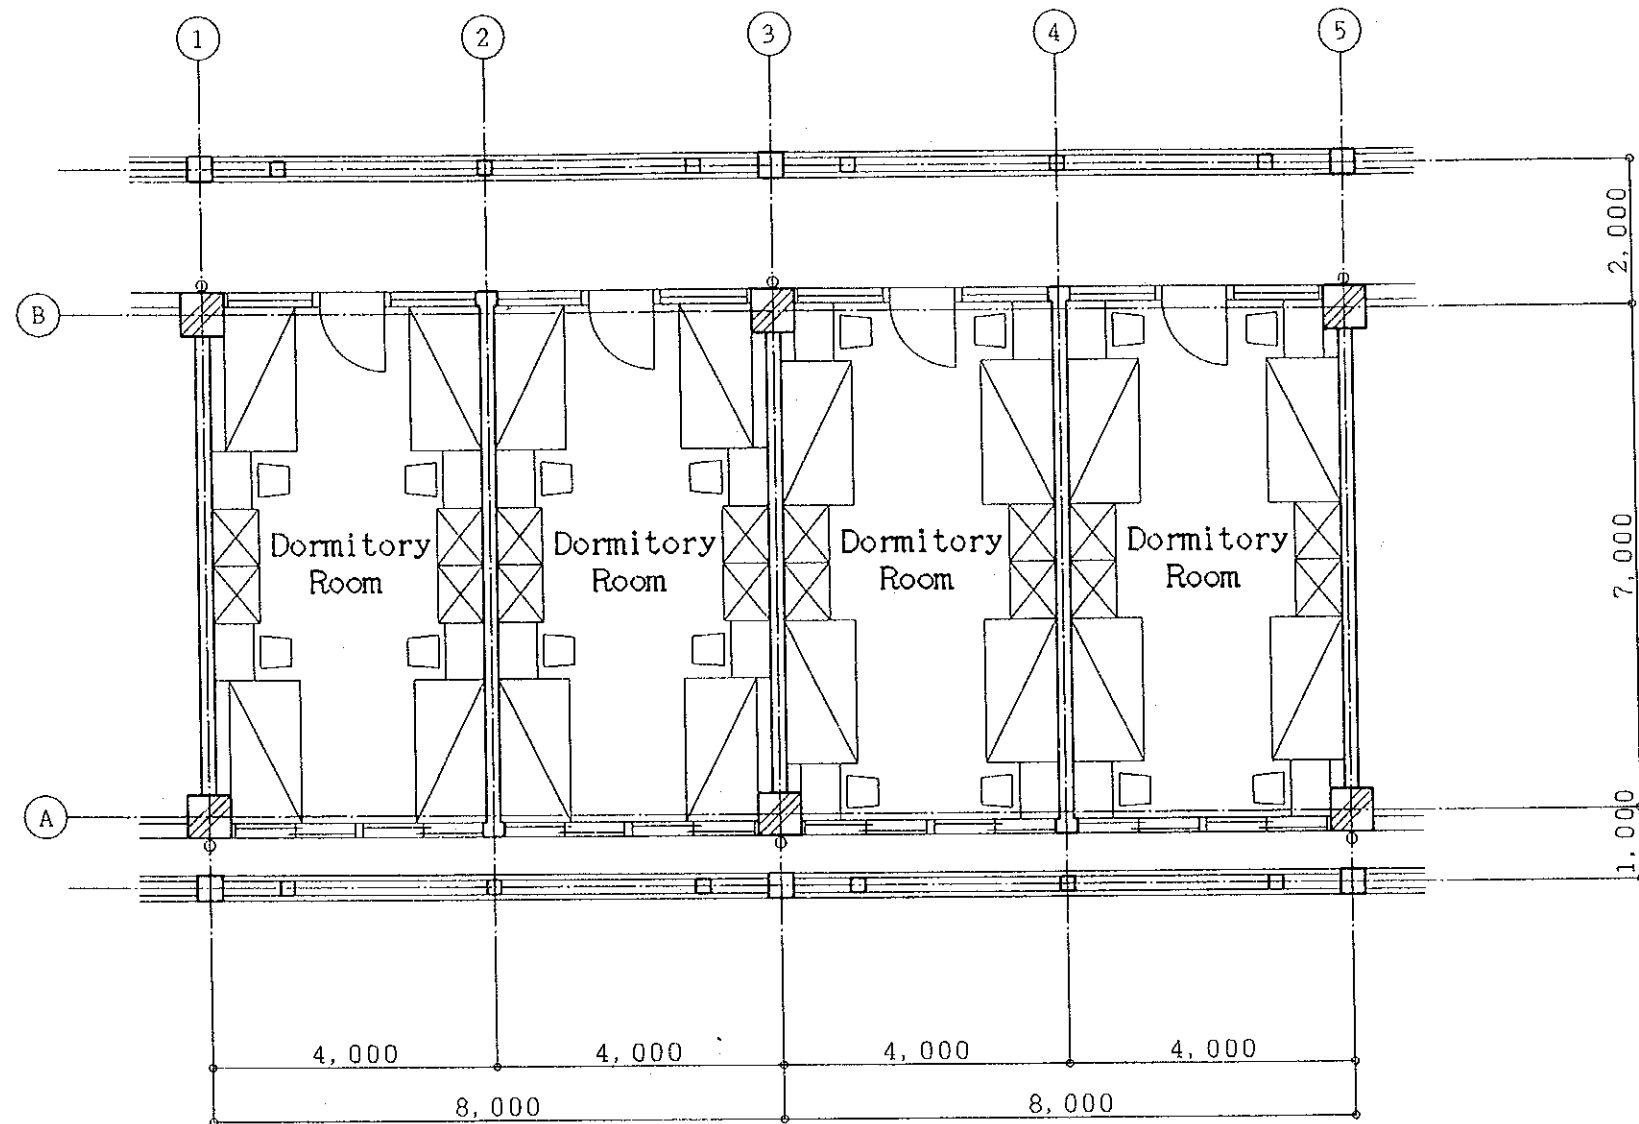 1 2 3 4 5
2,000
B
Dormitory Room
Dormitory Room
Dormitory Room
Dormitory Room
7,000
A
1,000
4,000 4,000 4,000 4,000
8,000 8,000